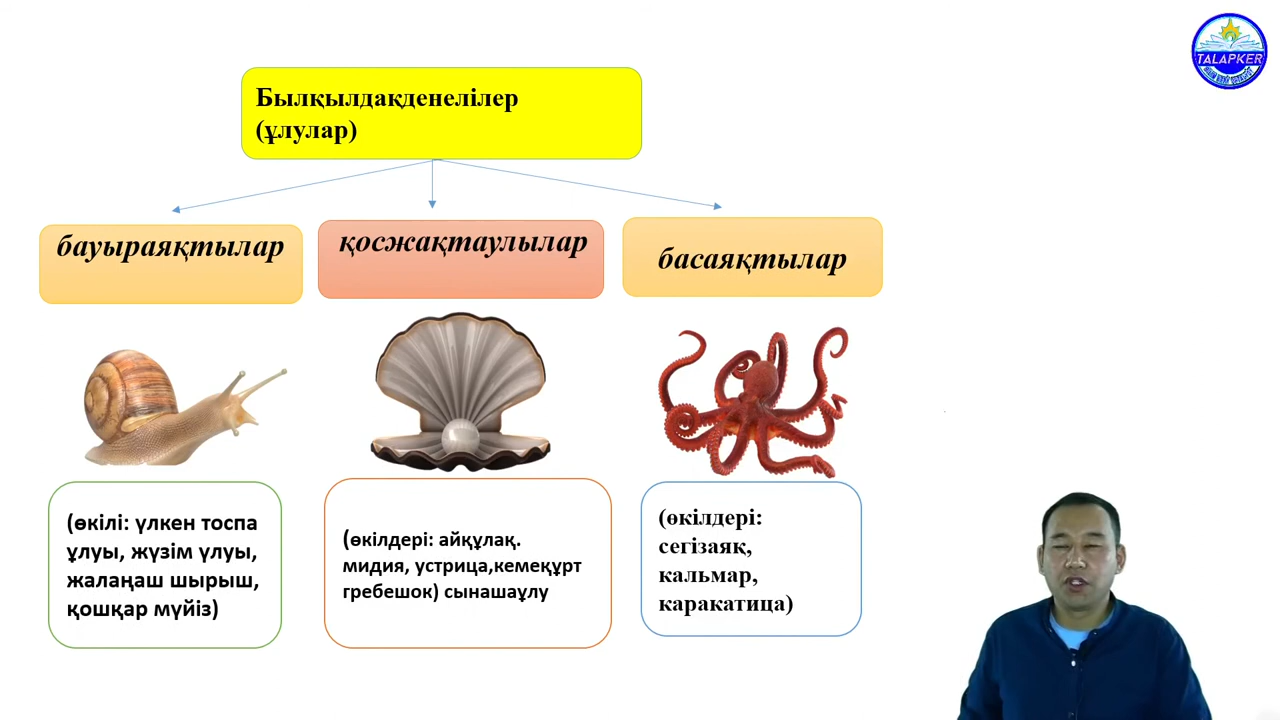 TALAPKER
Былқылдақденелілер
(ұлулар)
бауыраяқтылар
қосжақтаулылар
басаяқтылар
(өкілі: үлкен тоспа
ұлуы, жүзім үлуы,
жалаңаш шырыш,
қошқар мүйіз)
(өкілдері: айқұлақ.
мидия, устрица,кемеқұрт
гребешок) сынашаұлу
(өкілдері:
сегізаяқ,
кальмар,
каракатица)